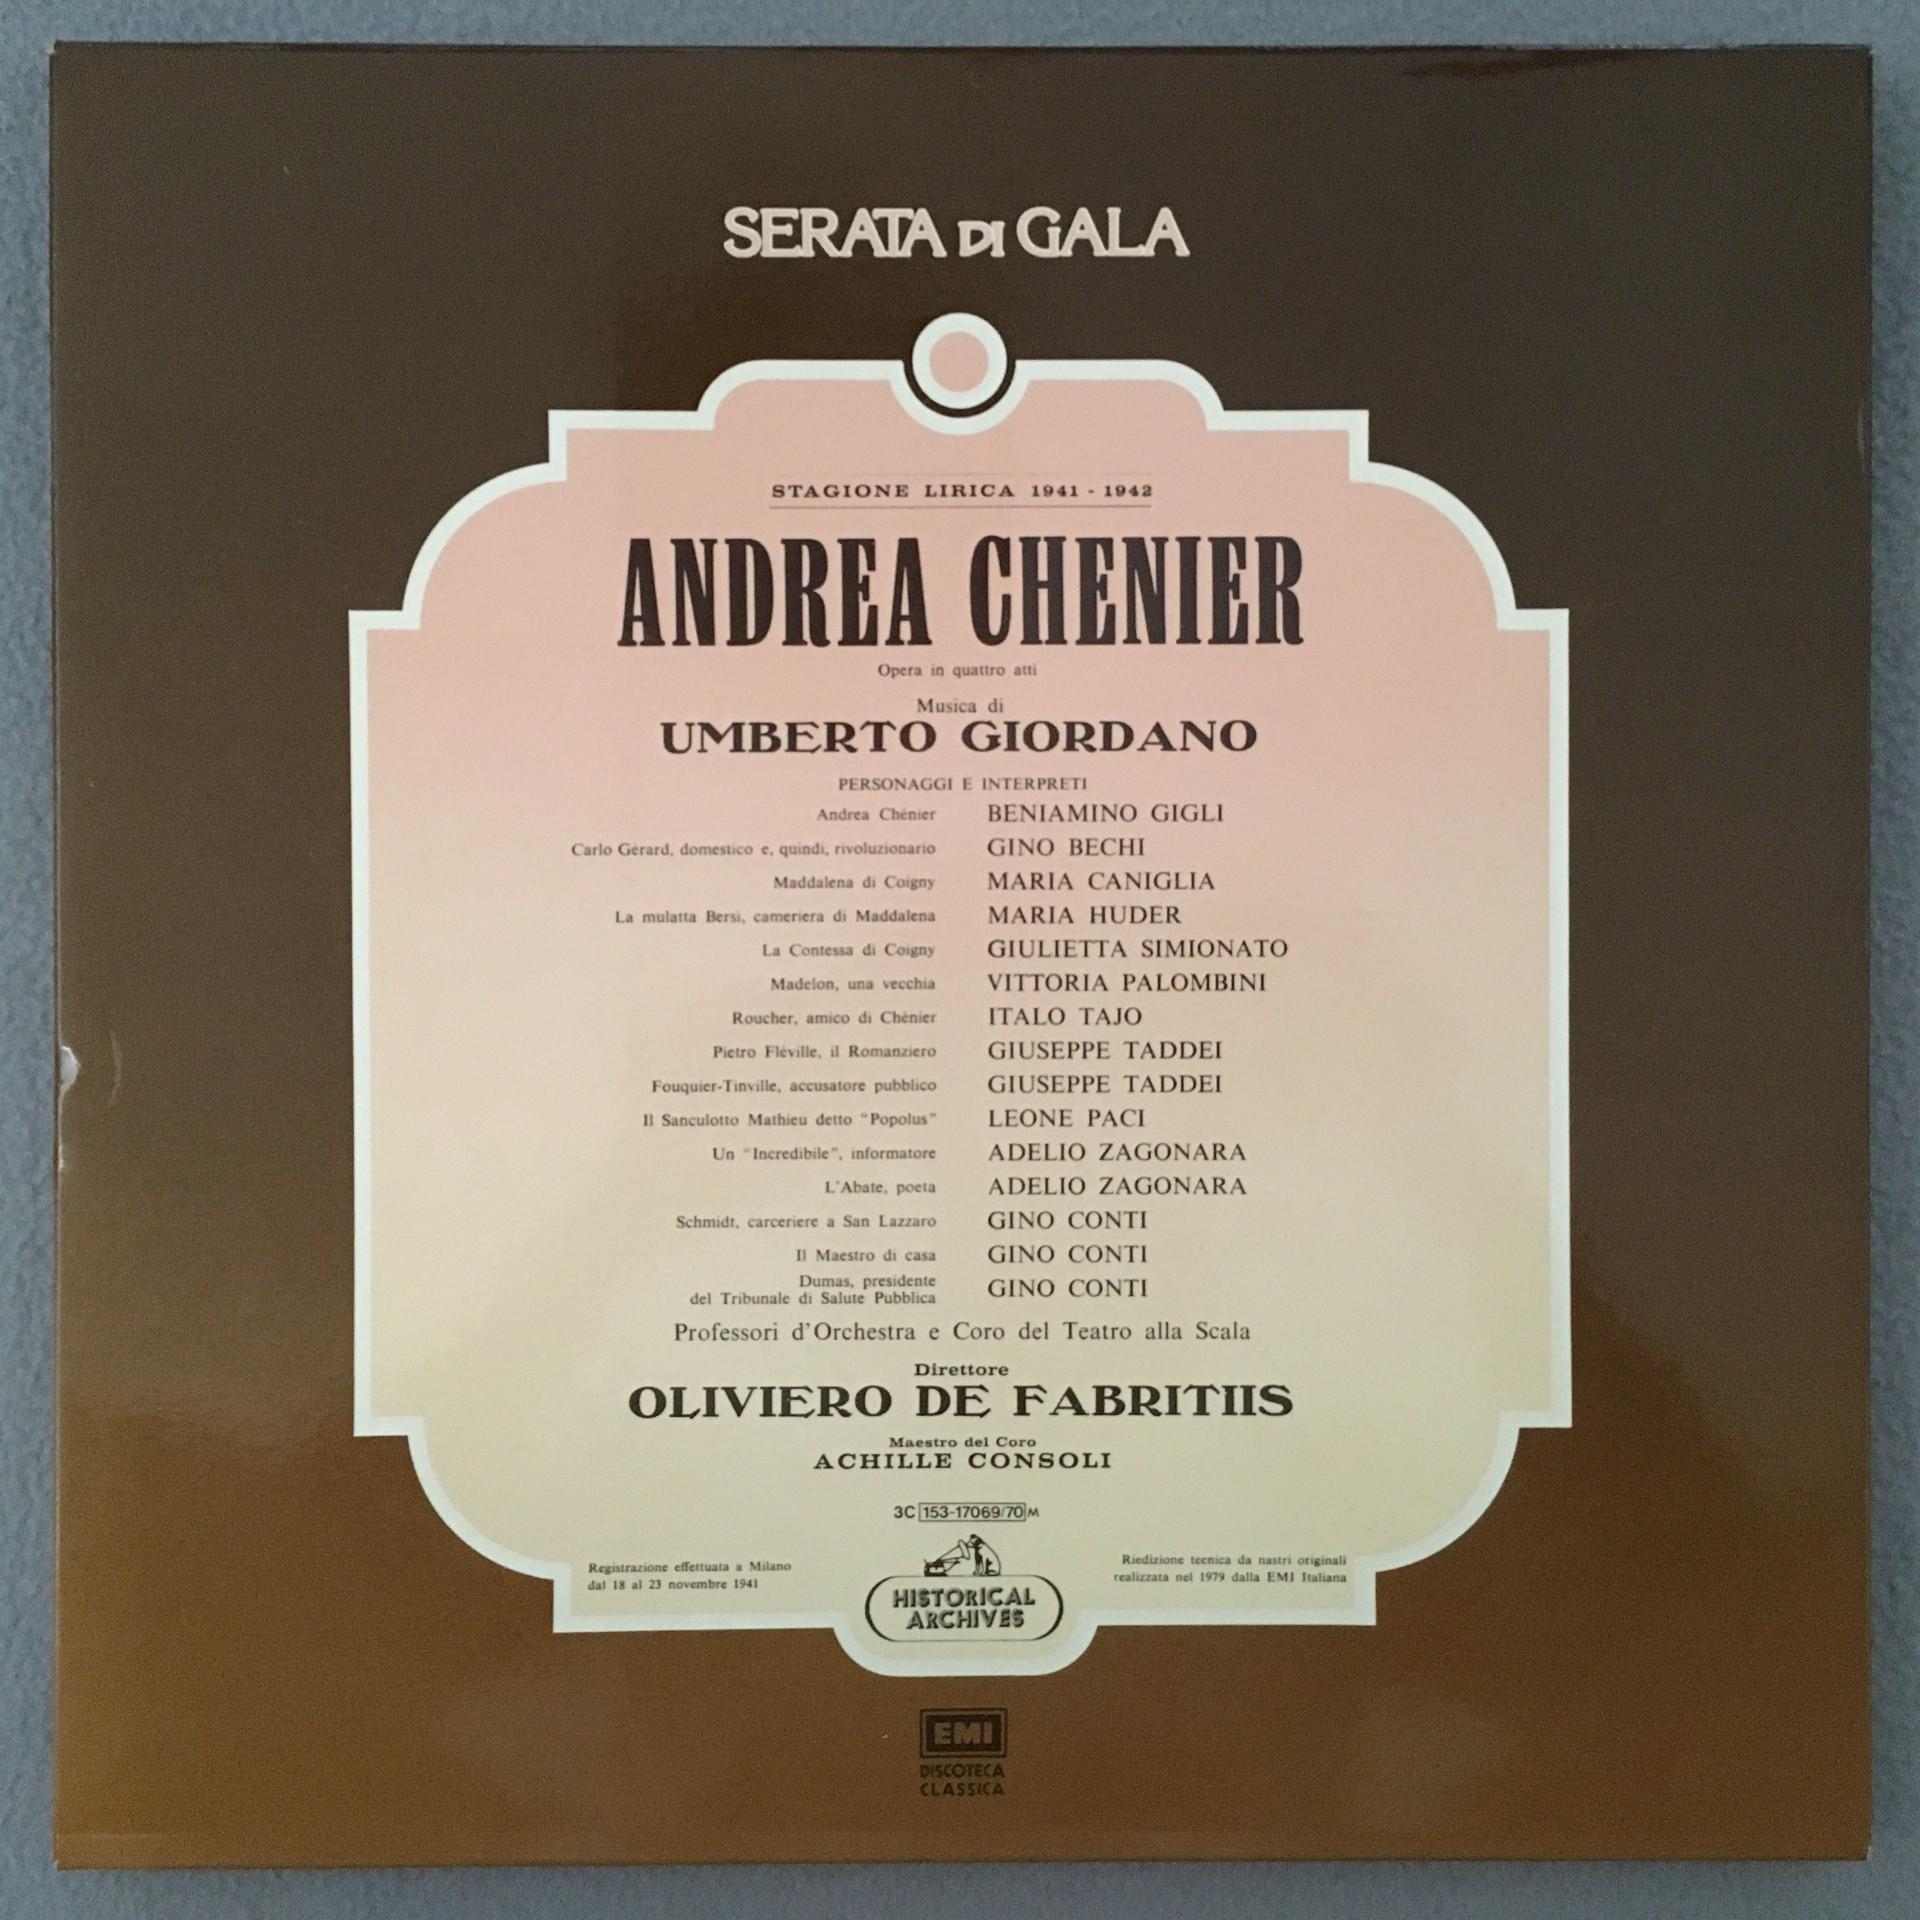 SERATA DI GALA
STAGIONE LIRICA 1941 - 1942
ANDREA CHENIER
Opera in quattro atti
Musica di
UMBERTO GIORDANO
PERSONAGGI E INTERPRETI
Andrea Chénier BENIAMINO GIGLI
Carlo Gérard, domestico e, quindi, rivoluzionario GINO BECHI
Maddalena di Coigny MARIA CANIGLIA
La mulatta Bersi, cameriera di Maddalena MARIA HUDER
La Contessa di Coigny GIULIETTA SIMIONATO
Madelon, una vecchia VITTORIA PALOMBINI
Roucher, amico di Chénier ITALO TAJO
Pietro Fléville, il Romanziero GIUSEPPE TADDEI
Fouquier-Tinville, accusatore pubblico GIUSEPPE TADDEI
Il Sanculotto Mathieu detto "Popolus" LEONE PACI
Un "Incredibile", informatore ADELIO ZAGONARA
L'Abate, poeta ADELIO ZAGONARA
Schmidt, carceriere a San Lazzaro GINO CONTI
Il Maestro di casa GINO CONTI
Dumas, presidente
del Tribunale di Salute Pubblica GINO CONTI
Professori d'Orchestra e Coro del Teatro alla Scala
Direttore
OLIVIERO DE FABRITIIS
Maestro del Coro
ACHILLE CONSOLI
3C 153-17069/70 M
Registrazione effettuata a Milano
dal 18 al 23 novembre 1941
HISTORICAL
ARCHIVES
Riedizione tecnica da nastri originali
realizzata nel 1979 dalla EMI Italiana
EMI
DISCOTECA
CLASSICA